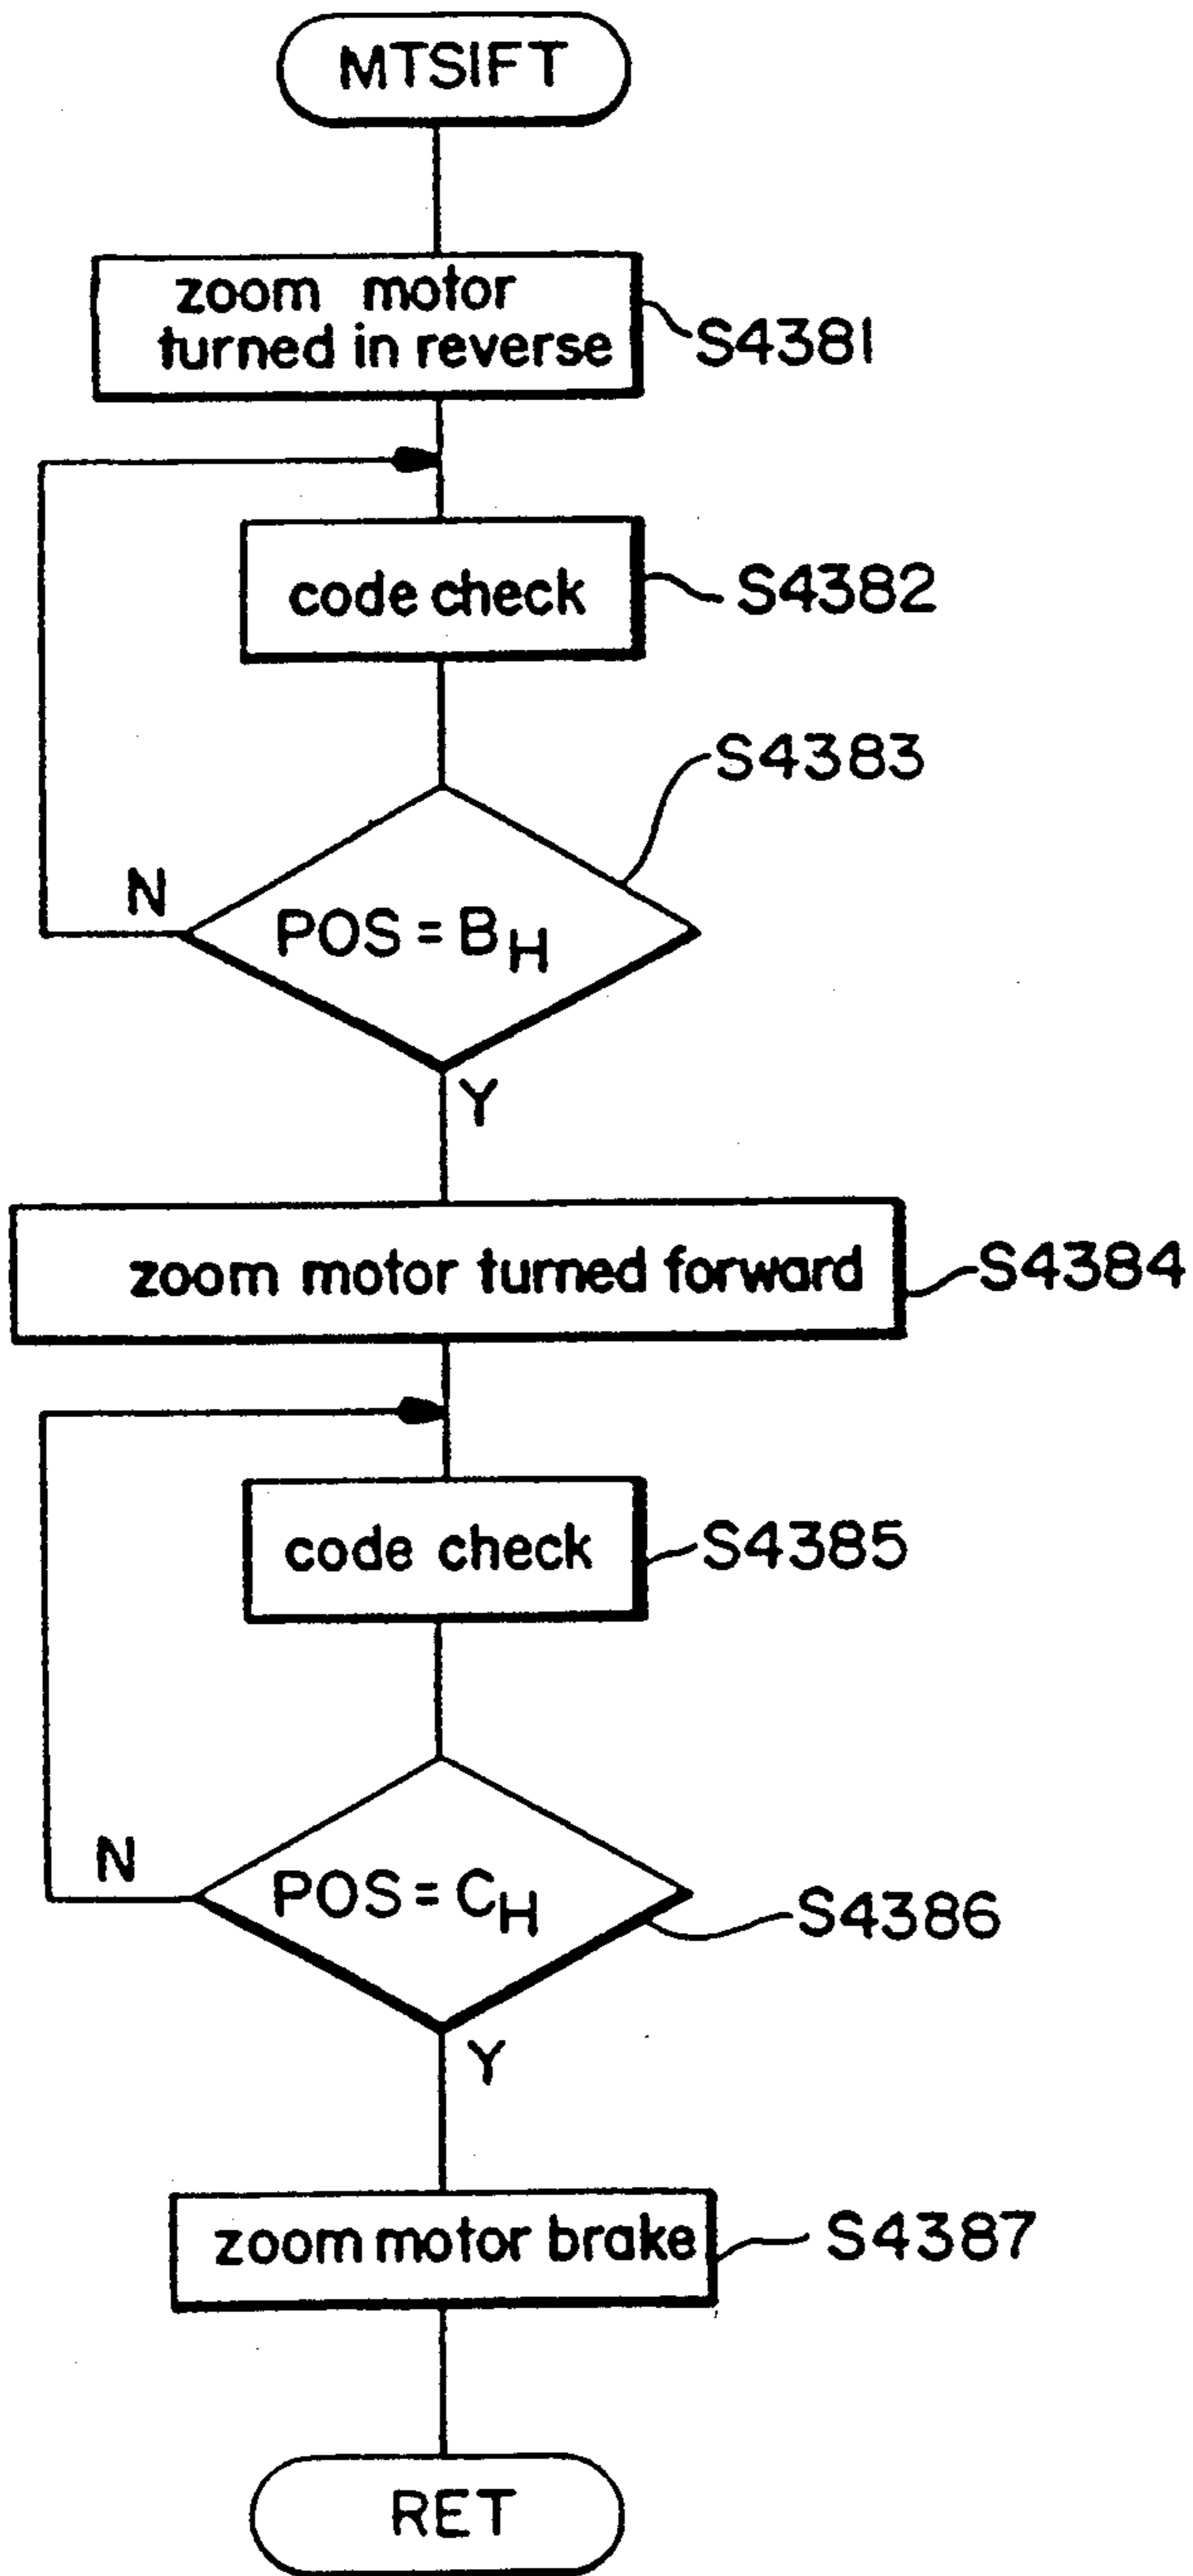 MTSIFT
zoom motor
turned in reverse
S4381
code check
S4382
S4383
N
POS = BH
Y
zoom motor turned forward
S4384
code check
S4385
N
POS = CH
S4386
Y
zoom motor brake
S4387
RET